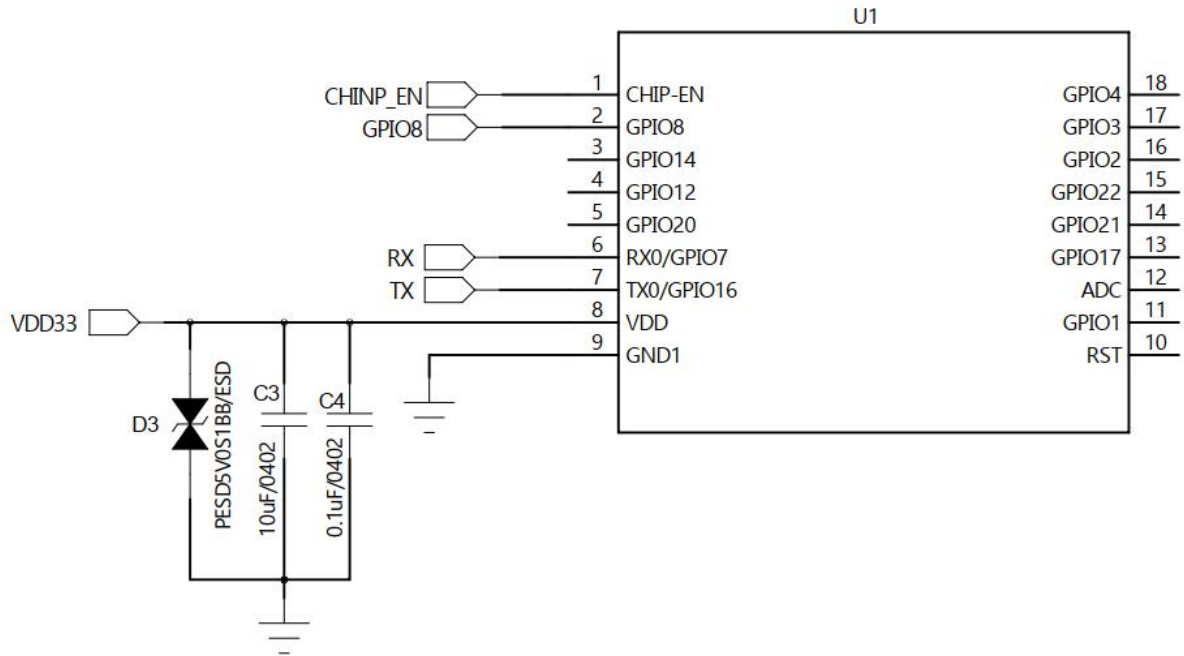 U1
CHINP_EN
1
CHIP-EN
GPIO4
18
GPIO8
2
GPIO8
GPIO3
17
3
GPIO14
GPIO2
16
4
GPIO12
GPIO22
15
5
GPIO20
GPIO21
14
RX
6
RX0/GPIO7
GPIO17
13
TX
7
TX0/GPIO16
ADC
12
VDD33
8
VDD
GPIO1
11
9
GND1
RST
10
D3
PESD5V0S1BB/ESD
C3
10uF/0402
C4
0.1uF/0402